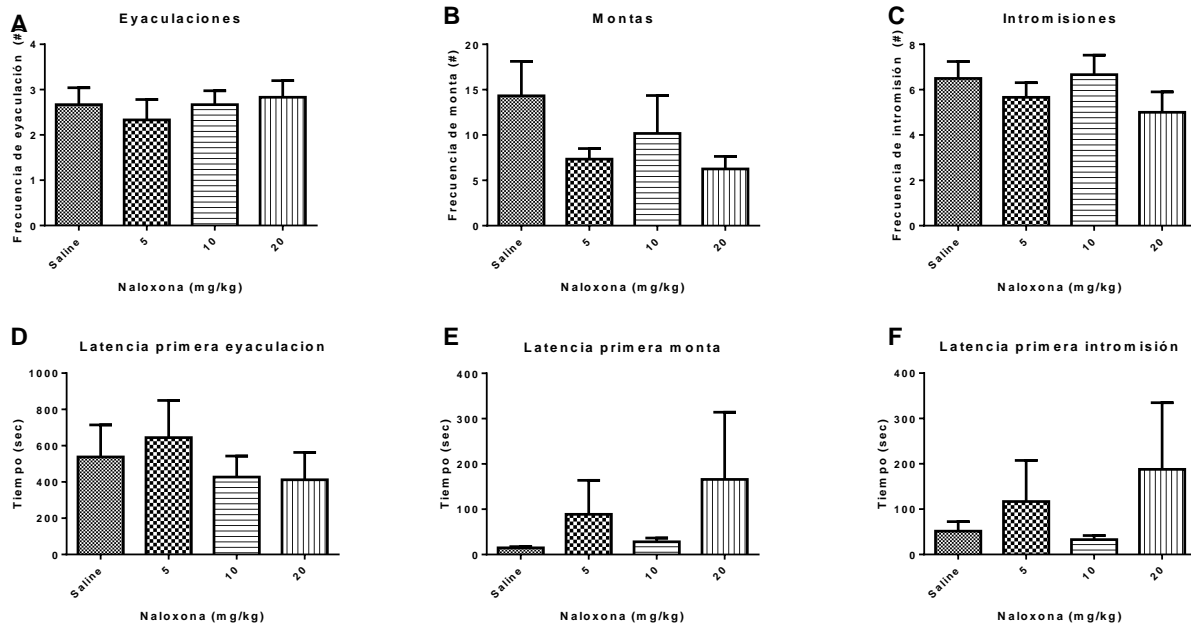 A
Eyaculaciones
Frecuencia de eyaculación (#)
4
3
2
1
0
Saline
5
10
20
Naloxona (mg/kg)
B
Montas
Frecuencia de monta (#)
20
15
10
5
0
Saline
5
10
20
Naloxona (mg/kg)
C
Intromisiones
Frecuencia de intromisión (#)
8
6
4
2
0
Saline
5
10
20
Naloxona (mg/kg)
D
Latencia primera eyaculacion
Tiempo (sec)
1000
800
600
400
200
0
Saline
5
10
20
Naloxona (mg/kg)
E
Latencia primera monta
Tiempo (sec)
400
300
200
100
0
Saline
5
10
20
Naloxona (mg/kg)
F
Latencia primera intromisión
Tiempo (sec)
400
300
200
100
0
Saline
5
10
20
Naloxona (mg/kg)